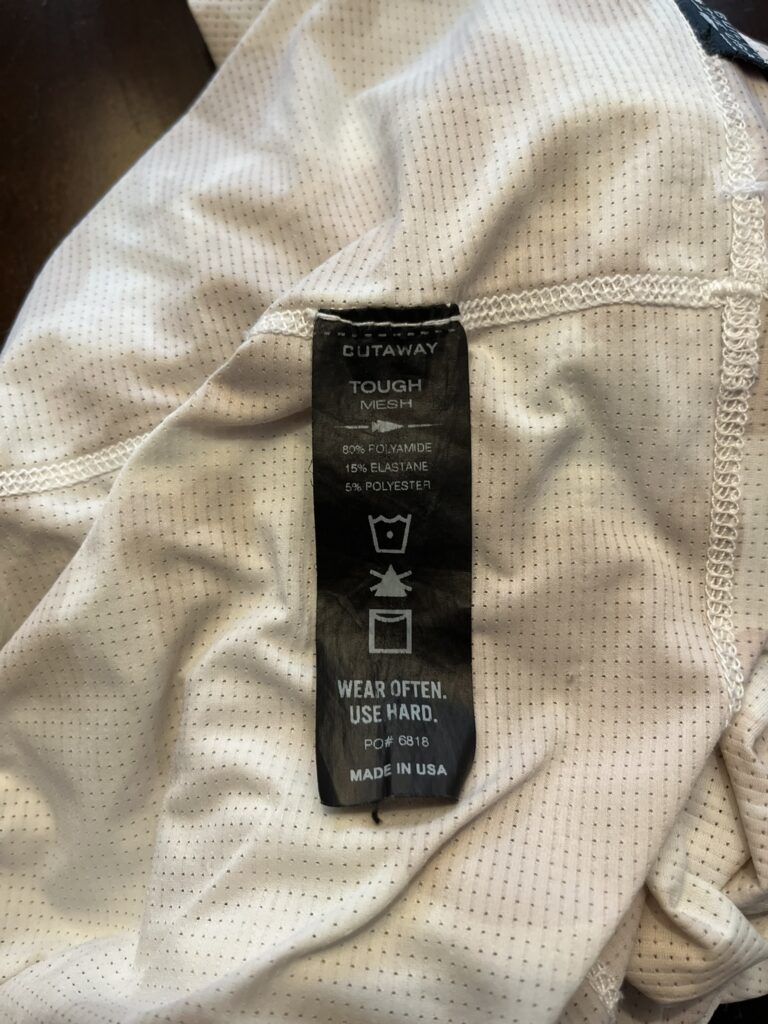 CUTAWAY
TOUGH
MESH
80% POLYAMIDE
15% ELASTANE
5% POLYESTER
WEAR OFTEN.
USE HARD.
PO# 6818
MADE IN USA